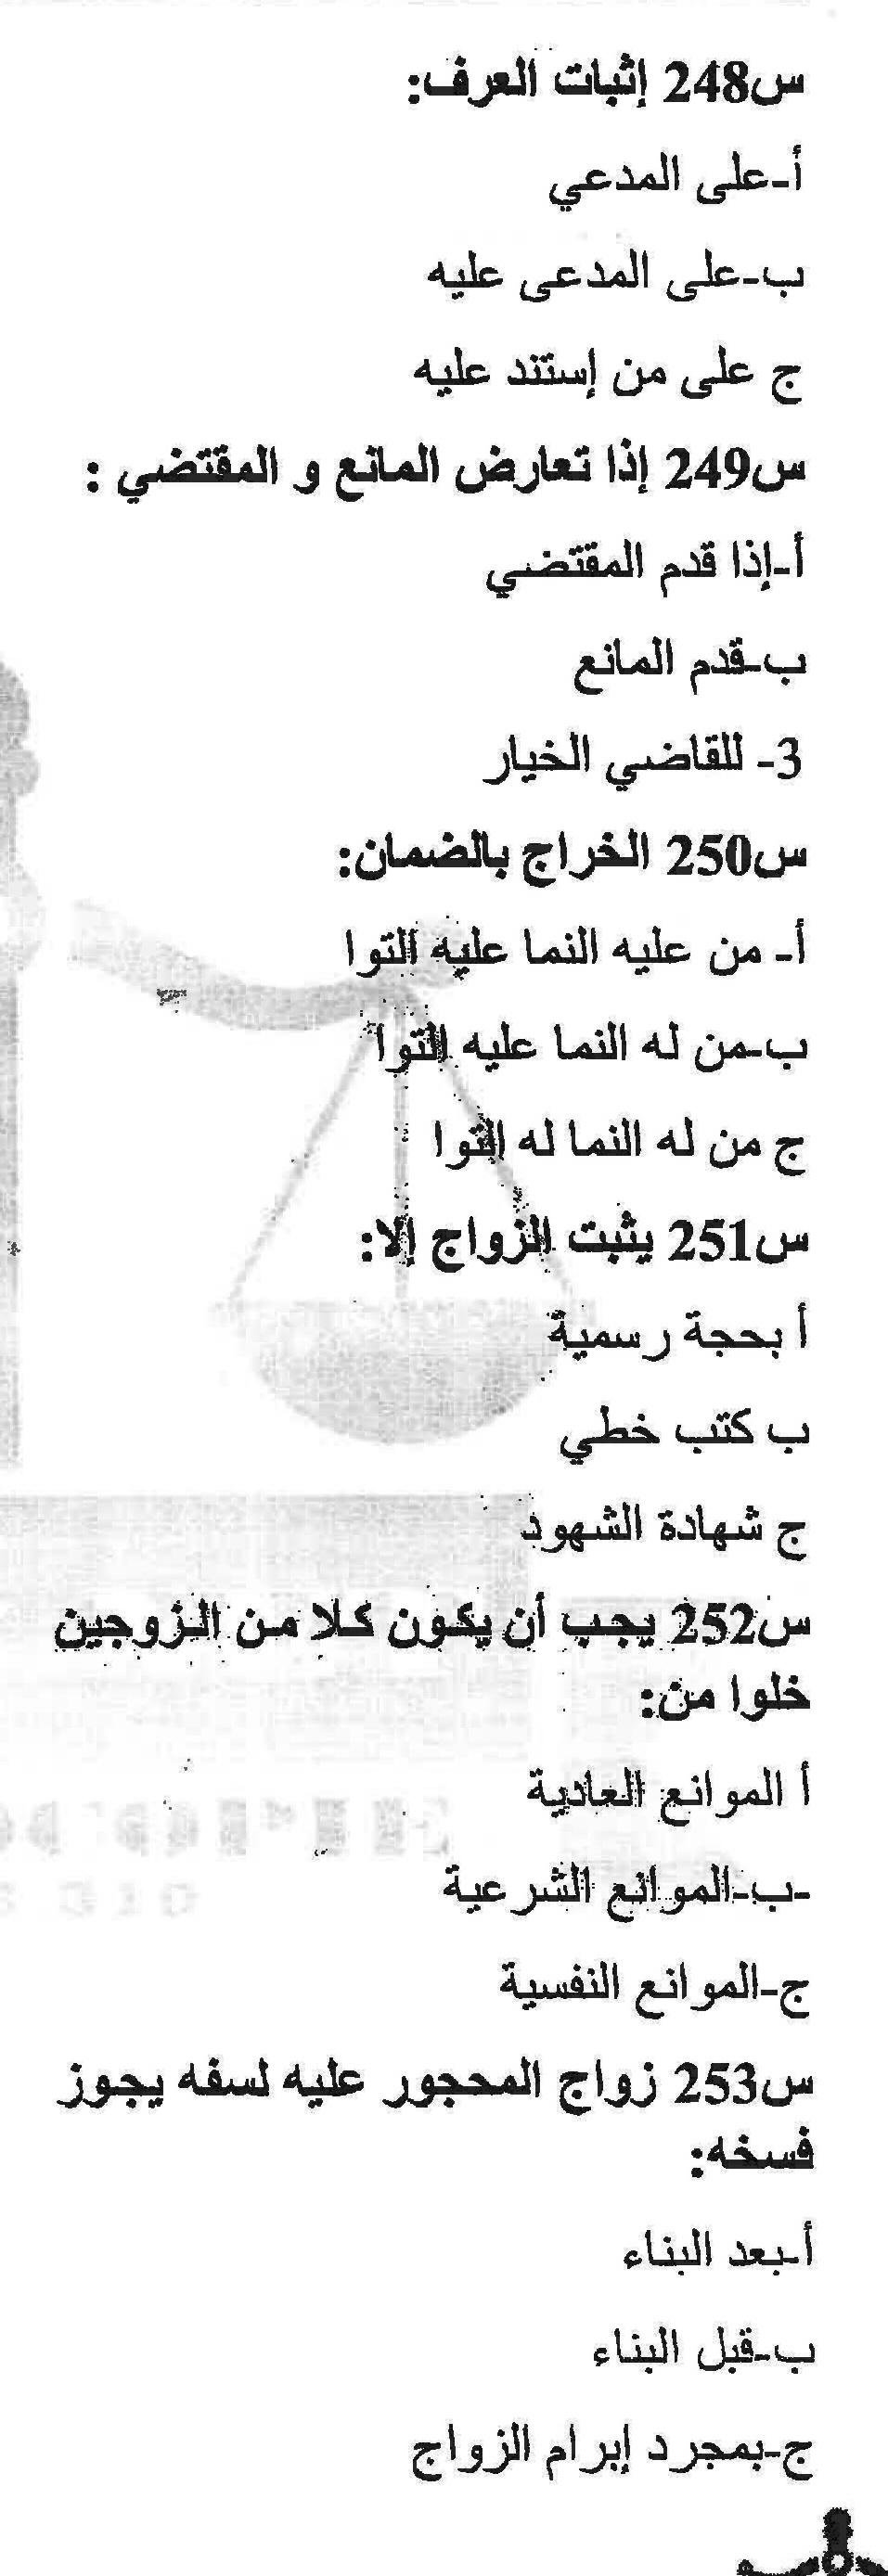 س248 إثبات العرف:
أ-على المدعي
ب-على المدعى عليه
ج على من إستند عليه
س249 إذا تعارض المانع و المقتضي :
أ-إذا قدم المقتضي
ب-قدم المانع
3- للقاضي الخيار
س250 الخراج بالضمان:
أ- من عليه النما عليه التوا
ب-من له النما عليه التوا
ج من له النما له التوا
س251 يثبت الزواج إلا:
أ بحجة رسمية
ب كتب خطي
ج شهادة الشهود
س252 يجب أن يكون كلا من الزوجين
خلوا من:
أ الموانع العادية
-ب-الموانع الشرعية
ج-الموانع النفسية
س253 زواج المحجور عليه لسفه يجوز
فسخه:
أ-بعد البناء
ب-قبل البناء
ج-بمجرد إبرام الزواج